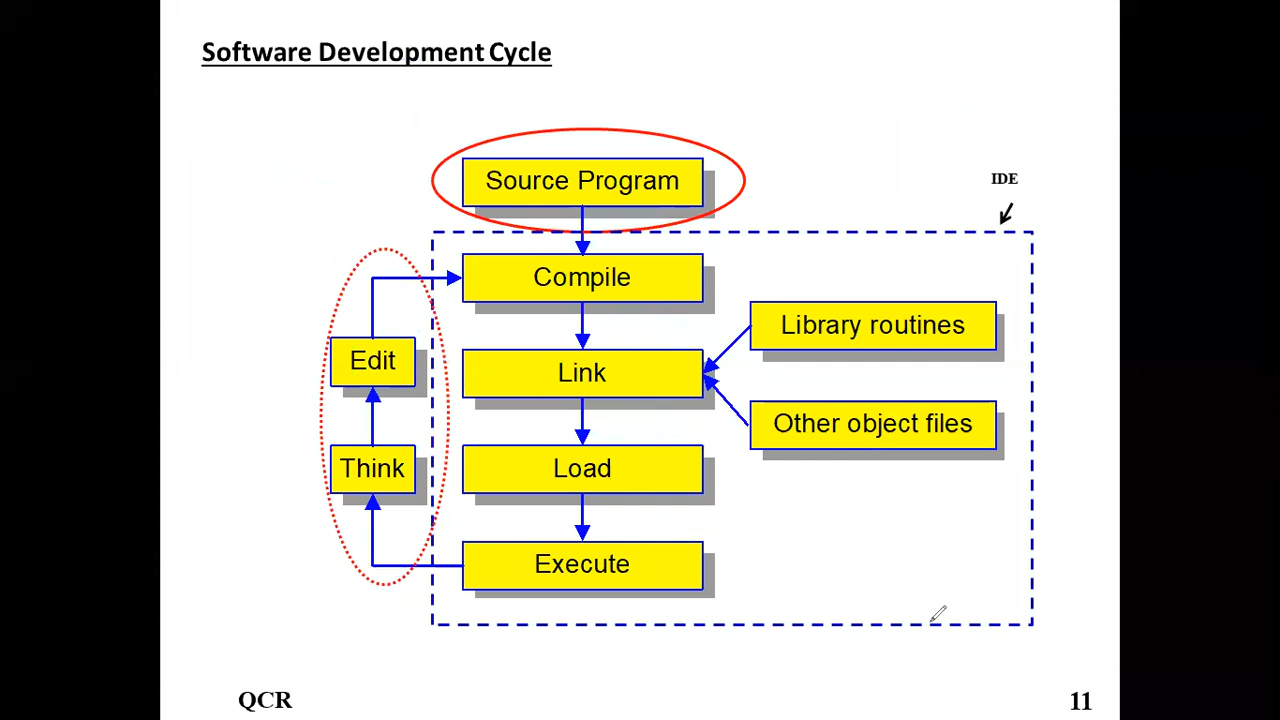 Software Development Cycle
Source Program
IDE
Compile
Library routines
Edit
Link
Other object files
Think
Load
Execute
QCR
11